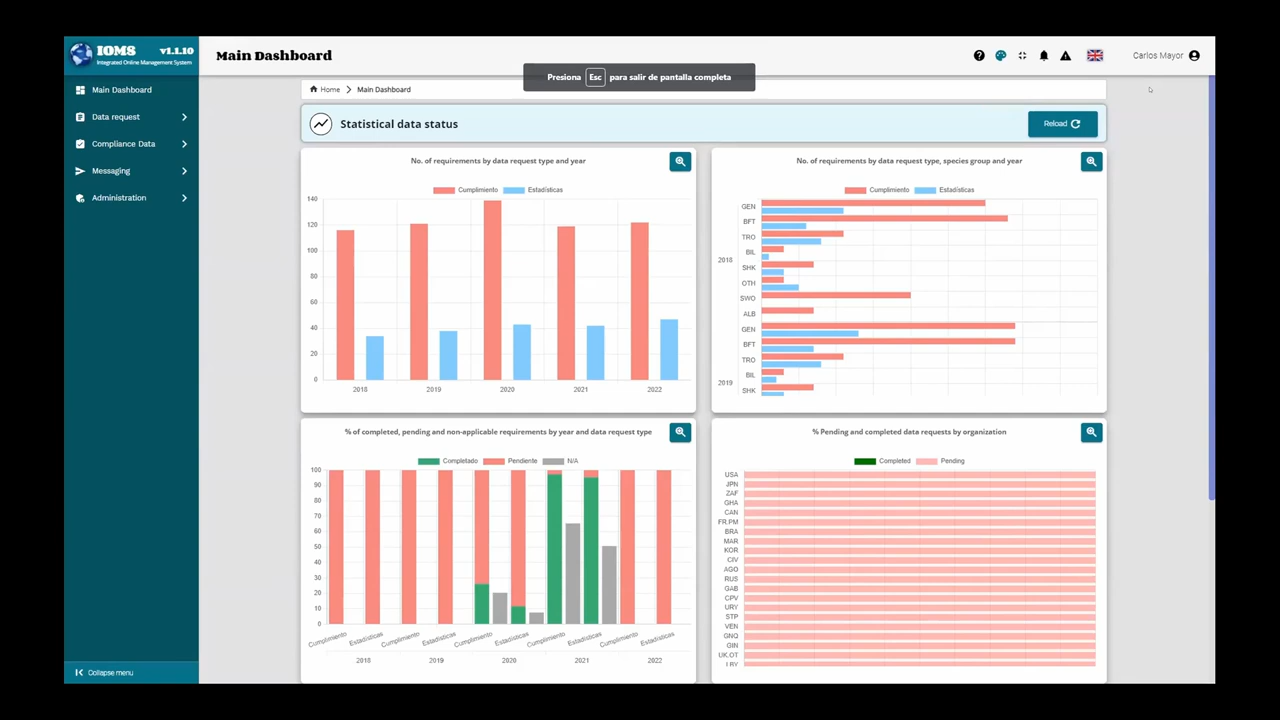 IOMS v1.1.10
Integrated Online Management System
Main Dashboard
Carlos Mayor
Presiona Esc para salir de pantalla completa
Main Dashboard
Data request
Compliance Data
Messaging
Administration
Collapse menu
Home Main Dashboard
Statistical data status
Reload
No. of requirements by data request type and year
Cumplimiento Estadísticas
140
120
100
80
60
40
20
0
2018 2019 2020 2021 2022
No. of requirements by data request type, species group and year
Cumplimiento Estadísticas
GEN
BFT
TRO
BIL
2018
SHK
OTH
SWO
ALB
GEN
BFT
TRO
BIL
2019
SHK
% of completed, pending and non-applicable requirements by year and data request type
Completado Pendiente N/A
100
90
80
70
60
50
40
30
20
10
0
Cumplimiento Estadísticas Cumplimiento Estadísticas Cumplimiento Estadísticas Cumplimiento Estadísticas Cumplimiento Estadísticas
2018 2019 2020 2021 2022
% Pending and completed data requests by organization
Completed Pending
USA
JPN
ZAF
GHA
CAN
FR.PM
BRA
MAR
KOR
CIV
AGO
RUS
GAB
CPV
URY
STP
VEN
GNQ
GIN
UK.OT
LBY